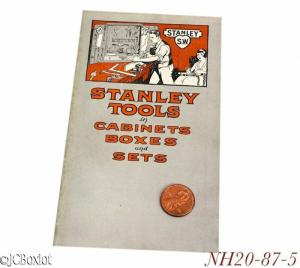 STANLEY
S.W.
STANLEY
TOOLS
in
CABINETS
BOXES
and
SETS
©JCBoxlot
NH20-87-5